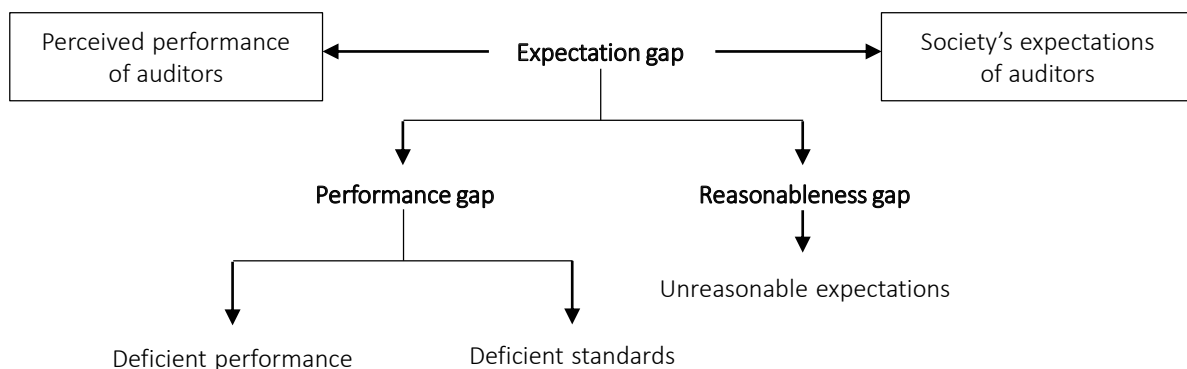 Perceived performance
of auditors
Expectation gap
Society’s expectations
of auditors
Performance gap
Reasonableness gap
Unreasonable expectations
Deficient performance
Deficient standards